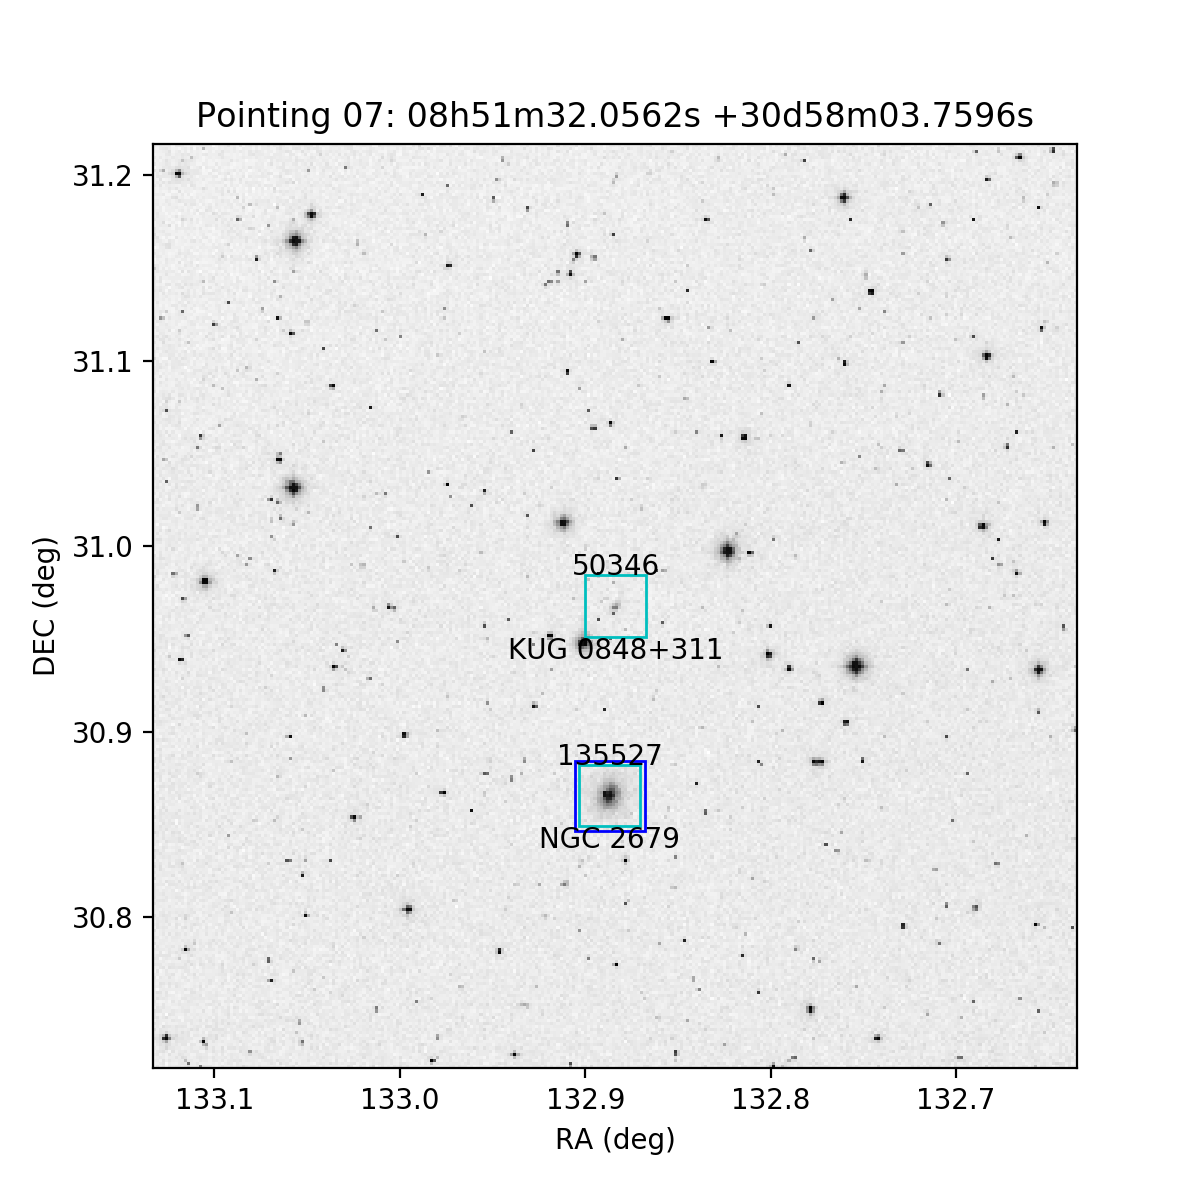 Pointing 07: 08h51m32.0562s +30d58m03.7596s
31.2
31.1
31.0
30.9
30.8
DEC (deg)
50346
KUG 0848+311
135527
NGC 2679
133.1
133.0
132.9
132.8
132.7
RA (deg)